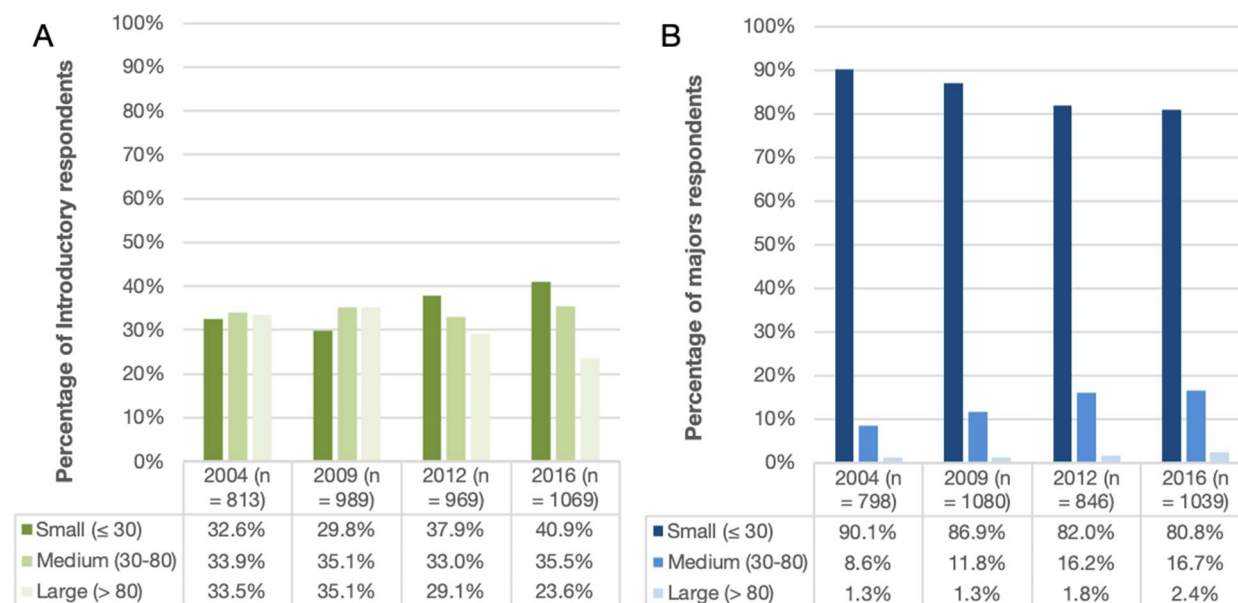 A
Percentage of Introductory respondents
100%
90%
80%
70%
60%
50%
40%
30%
20%
10%
0%
2004 (n = 813) 2009 (n = 989) 2012 (n = 969) 2016 (n = 1069)
Small (≤ 30) 32.6% 29.8% 37.9% 40.9%
Medium (30-80) 33.9% 35.1% 33.0% 35.5%
Large (> 80) 33.5% 35.1% 29.1% 23.6%
B
Percentage of majors respondents
100%
90%
80%
70%
60%
50%
40%
30%
20%
10%
0%
2004 (n = 798) 2009 (n = 1080) 2012 (n = 846) 2016 (n = 1039)
Small (≤ 30) 90.1% 86.9% 82.0% 80.8%
Medium (30-80) 8.6% 11.8% 16.2% 16.7%
Large (> 80) 1.3% 1.3% 1.8% 2.4%